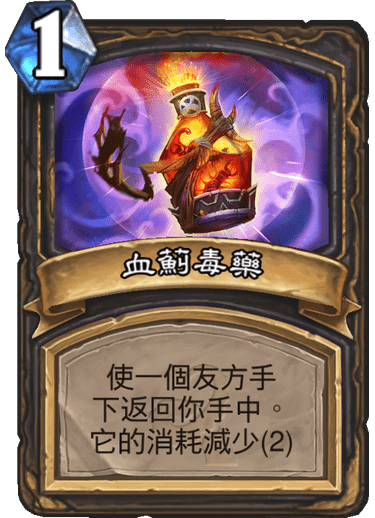 1
血薊毒藥
使一個友方手
下返回你手中。
它的消耗減少(2)